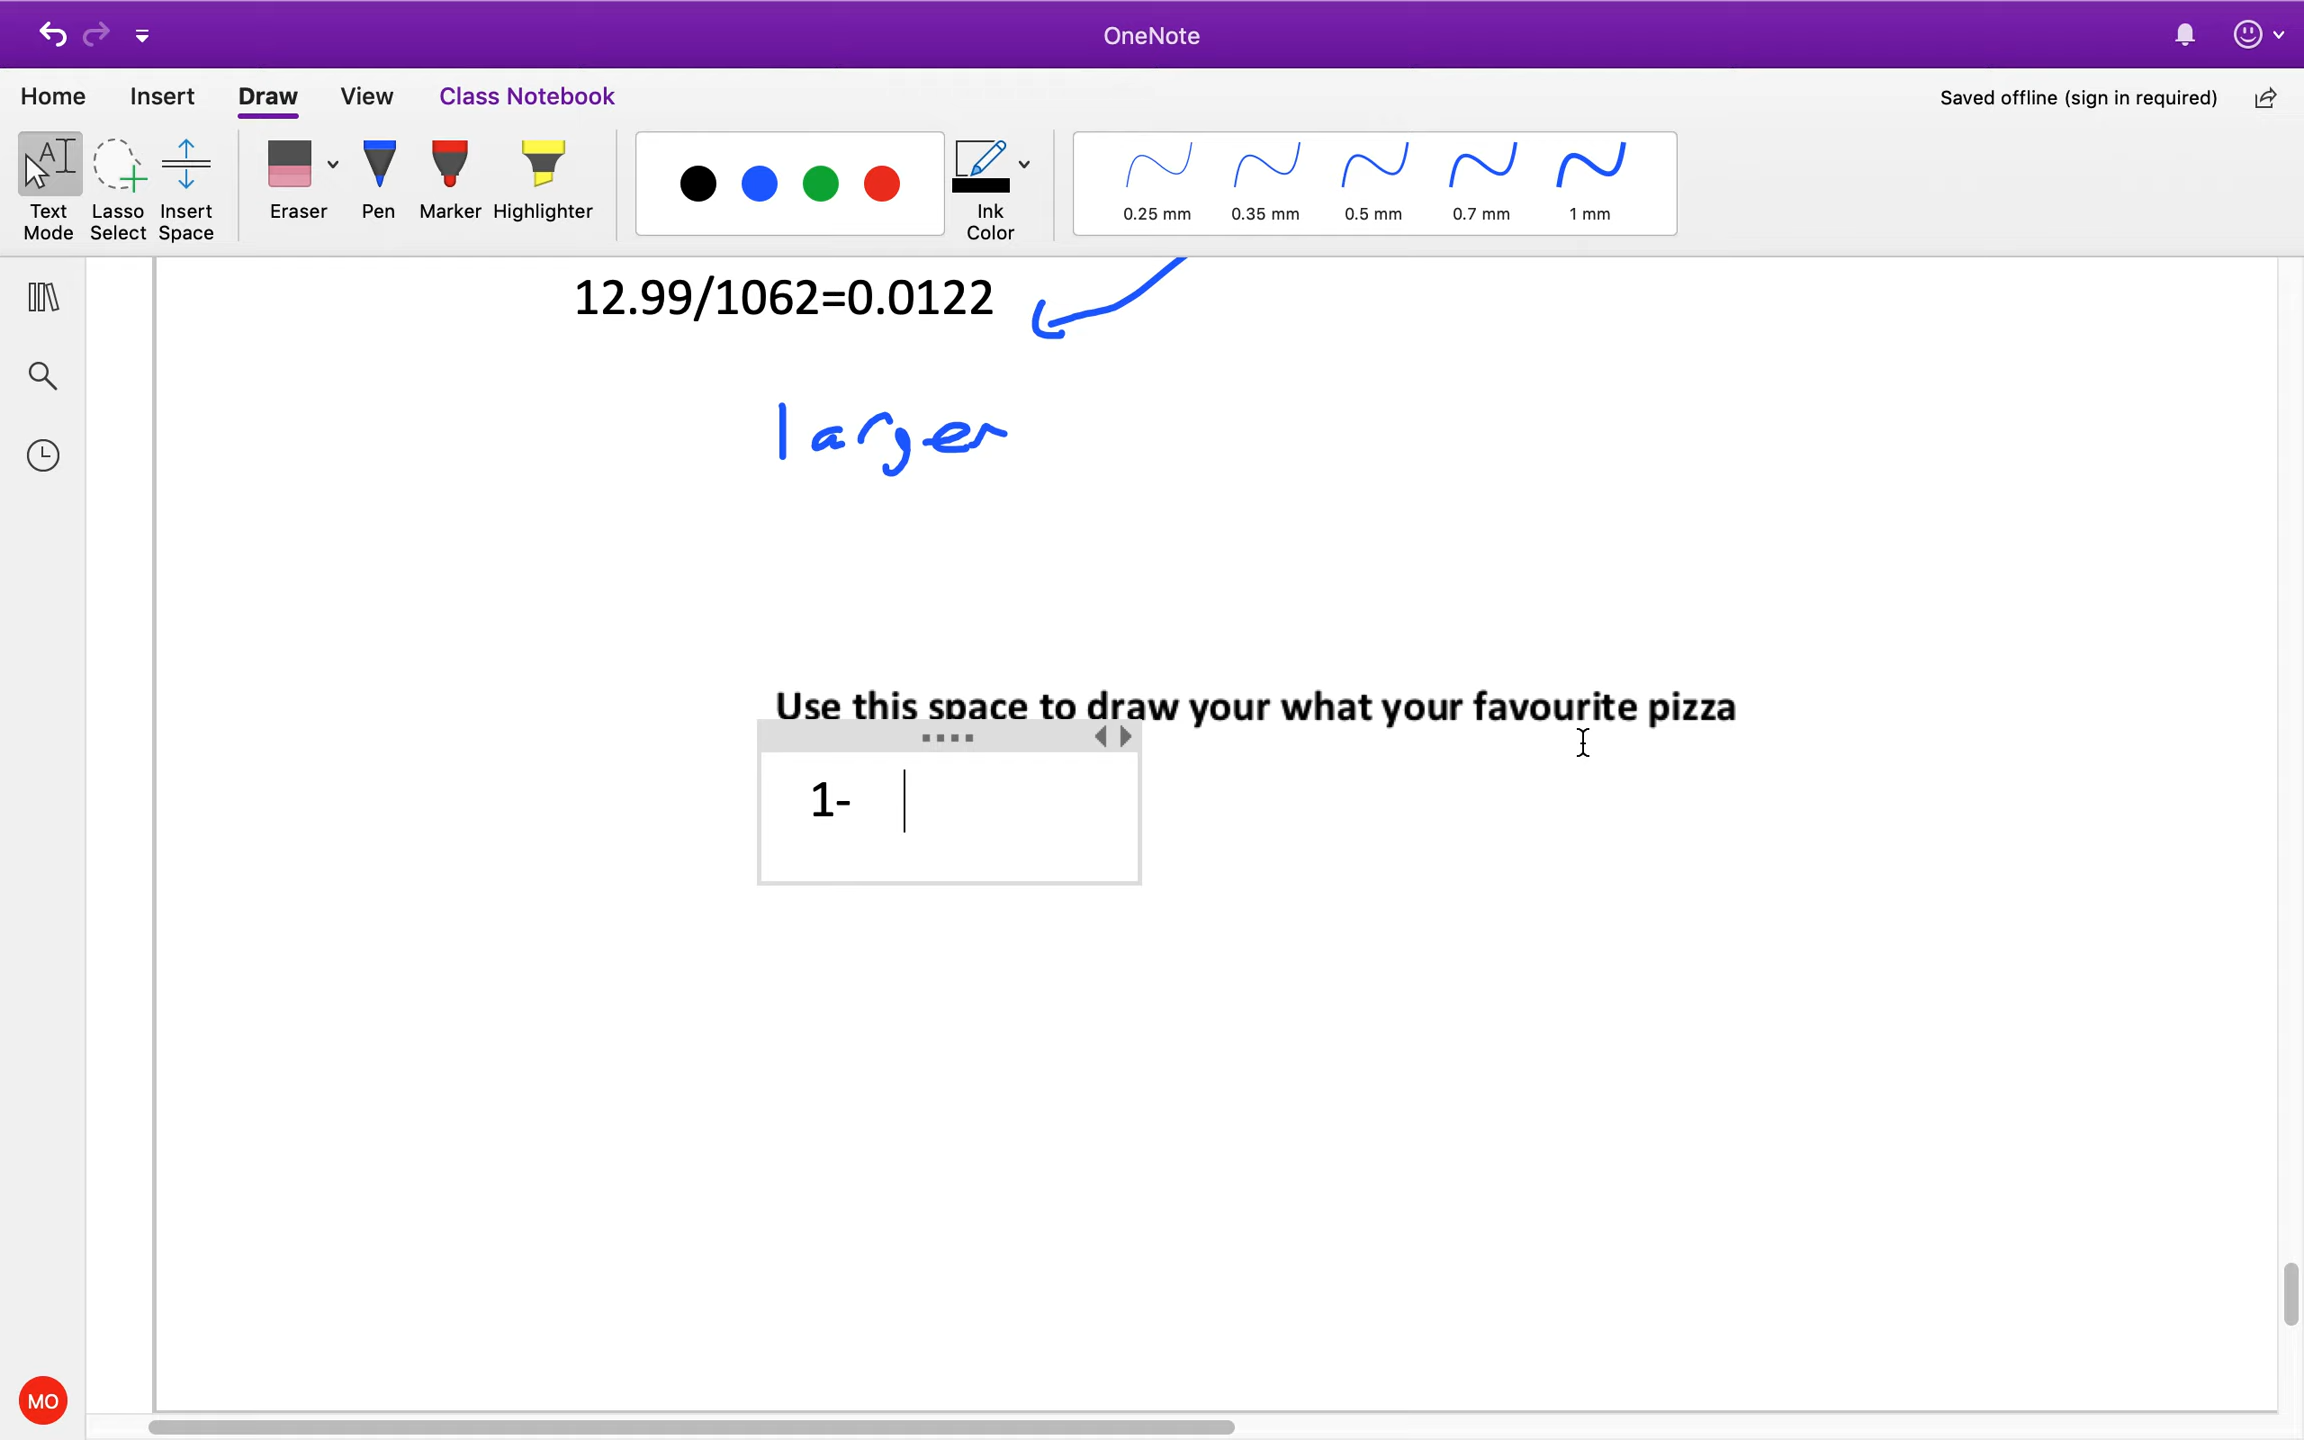 OneNote
Home Insert Draw View Class Notebook
Saved offline (sign in required)
Text Mode
Lasso Select
Insert Space
Eraser
Pen
Marker
Highlighter
Ink Color
0.25 mm
0.35 mm
0.5 mm
0.7 mm
1 mm
12.99/1062=0.0122
larger
Use this space to draw your what your favourite pizza
1-
MO